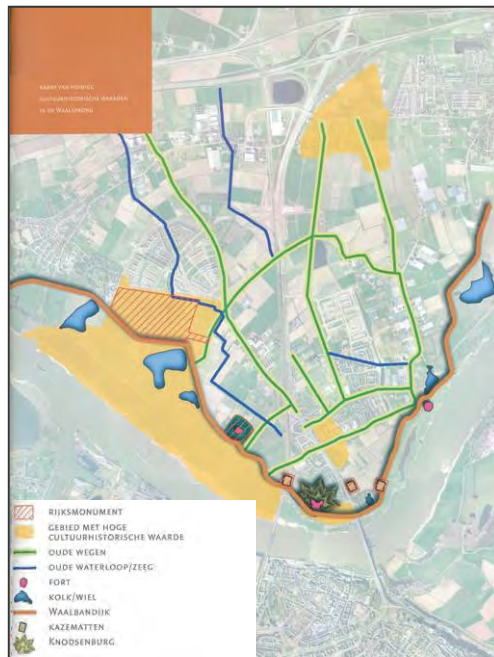 KAART VAN HUIDIGE
CULTUURHISTORISCHE WAARDEN
IN DE WAALSPRONG
RIJKSMONUMENT
GEBIED MET HOGE
CULTUURHISTORISCHE WAARDE
OUDE WEGEN
OUDE WATERLOOP/ZEEG
FORT
KOLK/WIEL
WAALBANDIJK
KAZEMATTEN
KNODSENBURG